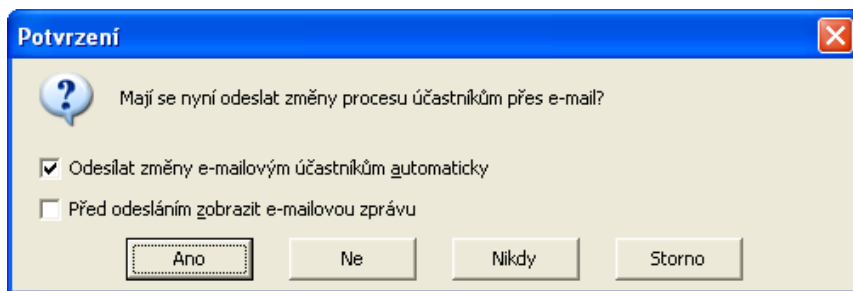 Potvrzení
Mají se nyní odeslat změny procesu účastníkům přes e-mail?
Odesílat změny e-mailovým účastníkům automaticky
Před odesláním zobrazit e-mailovou zprávu
Ano Ne Nikdy Storno